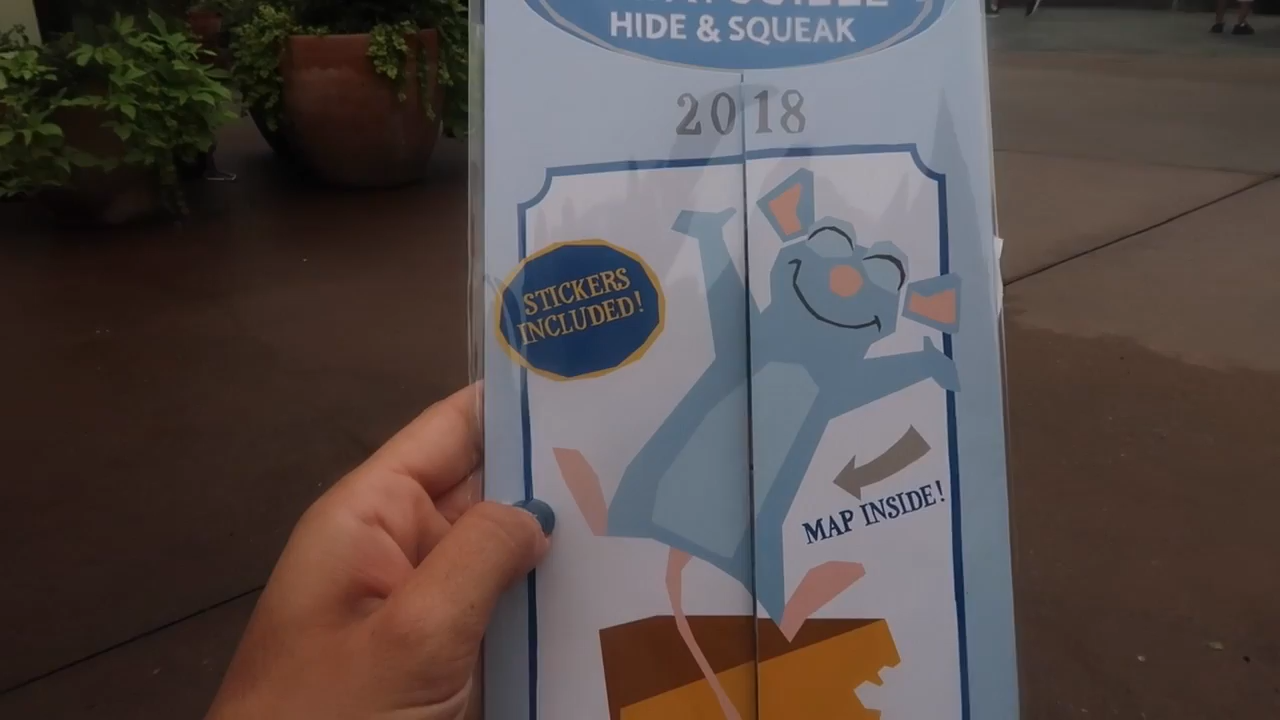 HIDE & SQUEAK
2018
STICKERS
INCLUDED!
MAP INSIDE!